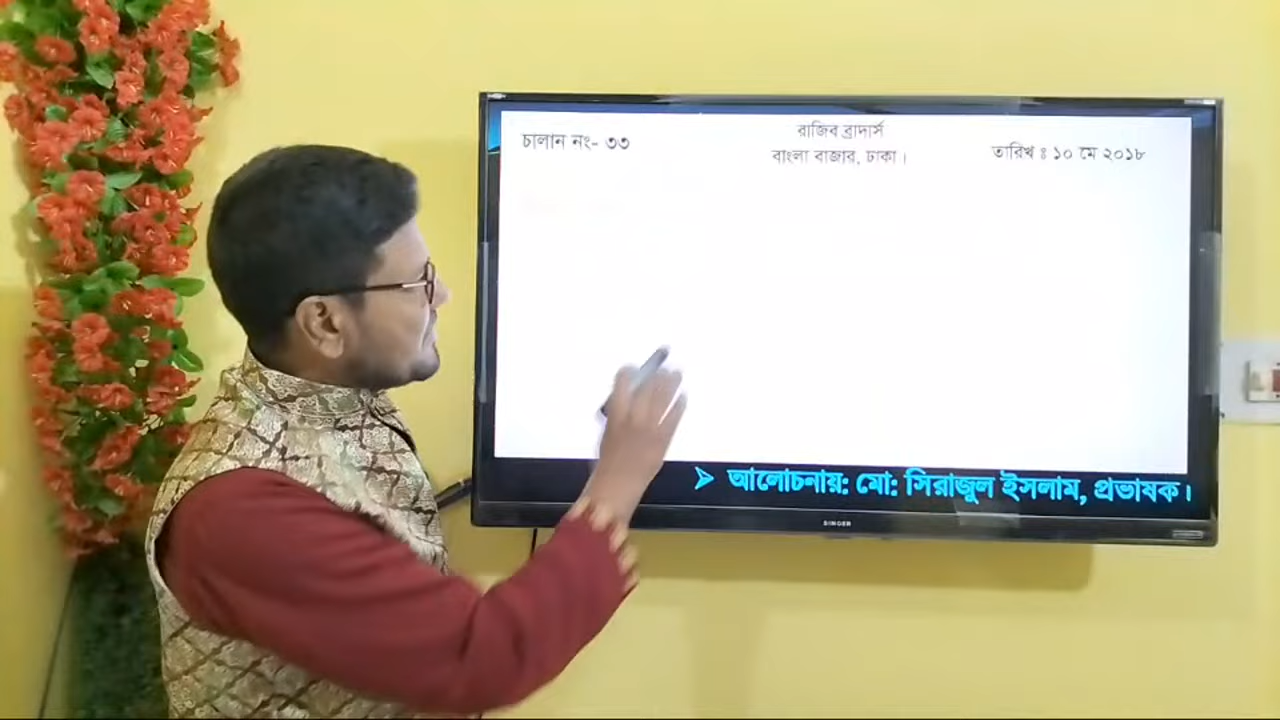 রাজিব ব্রাদার্স
চালান নং- ৩৩
বাংলা বাজার, ঢাকা।
তারিখ ঃ ১০ মে ২০১৮
➢ আলোচনায়: মো: সিরাজুল ইসলাম, প্রভাষক।
SINGER